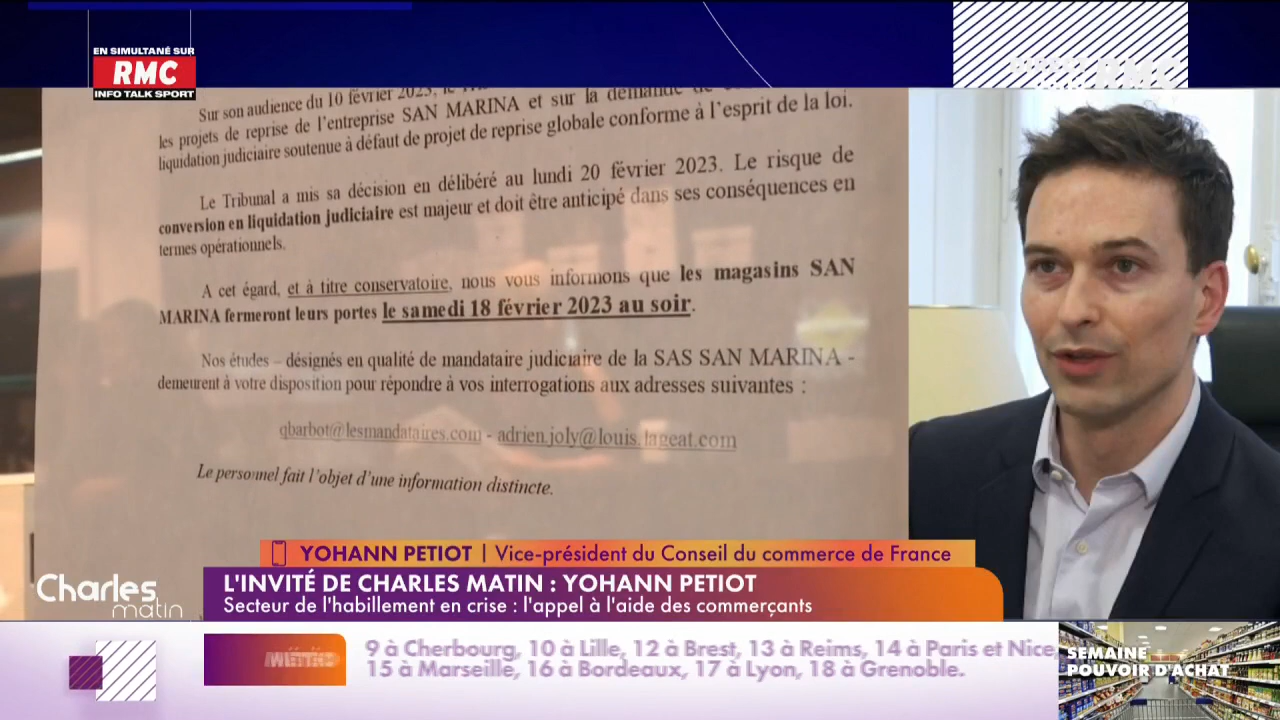 EN SIMULTANÉ SUR
RMC
INFO TALK SPORT
RMC
Sur son audience du 10 février 2023, le
les projets de reprise de l'entreprise SAN MARINA et sur la demande de
liquidation judiciaire soutenue à défaut de projet de reprise globale conforme à l'esprit de la loi.
Le Tribunal a mis sa décision en délibéré au lundi 20 février 2023. Le risque de
conversion en liquidation judiciaire est majeur et doit être anticipé dans ses conséquences en
termes opérationnels.
A cet égard, et à titre conservatoire, nous vous informons que les magasins SAN
MARINA fermeront leurs portes le samedi 18 février 2023 au soir.
Nos études – désignés en qualité de mandataire judiciaire de la SAS SAN MARINA -
demeurent à votre disposition pour répondre à vos interrogations aux adresses suivantes :
qbarbot@lesmandataires.com - adrien.joly@louis.lageat.com
Le personnel fait l'objet d'une information distincte.
YOHANN PETIOT | Vice-président du Conseil du commerce de France
Charles
matin
L'INVITÉ DE CHARLES MATIN : YOHANN PETIOT
Secteur de l'habillement en crise : l'appel à l'aide des commerçants
9 à Cherbourg, 10 à Lille, 12 à Brest, 13 à Reims, 14 à Paris et Nice,
15 à Marseille, 16 à Bordeaux, 17 à Lyon, 18 à Grenoble.
SEMAINE
POUVOIR D'ACHAT